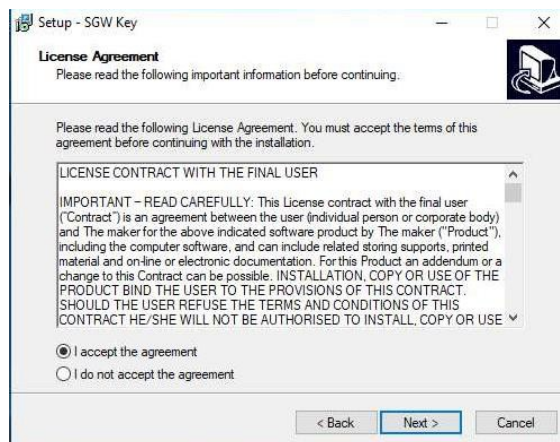 Setup - SGW Key
License Agreement
Please read the following important information before continuing.
Please read the following License Agreement. You must accept the terms of this
agreement before continuing with the installation.
LICENSE CONTRACT WITH THE FINAL USER
IMPORTANT – READ CAREFULLY: This License contract with the final user
("Contract") is an agreement between the user (individual person or corporate body)
and The maker for the above indicated software product by The maker ("Product"),
including the computer software, and can include related storing supports, printed
material and on-line or electronic documentation. For this Product an addendum or a
change to this Contract can be possible. INSTALLATION, COPY OR USE OF THE
PRODUCT BIND THE USER TO THE PROVISIONS OF THIS CONTRACT.
SHOULD THE USER REFUSE THE TERMS AND CONDITIONS OF THIS
CONTRACT HE/SHE WILL NOT BE AUTHORISED TO INSTALL, COPY OR USE
I accept the agreement
I do not accept the agreement
< Back
Next >
Cancel